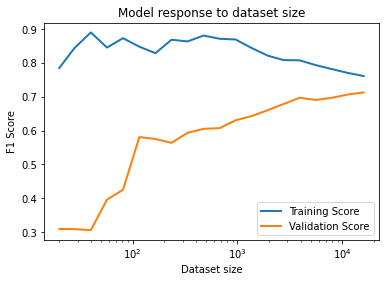 Model response to dataset size
F1 Score
0.9
0.8
0.7
0.6
0.5
0.4
0.3
Training Score
Validation Score
10²
10³
10⁴
Dataset size